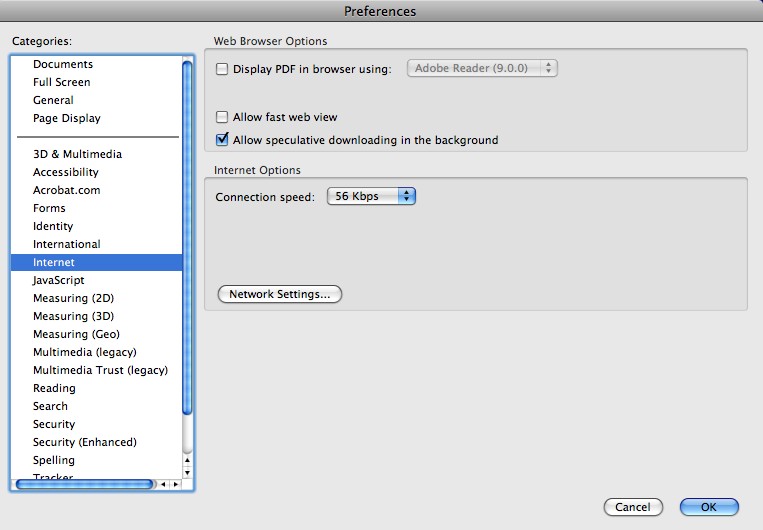 Preferences
Categories:
Documents
Full Screen
General
Page Display
3D & Multimedia
Accessibility
Acrobat.com
Forms
Identity
International
Internet
JavaScript
Measuring (2D)
Measuring (3D)
Measuring (Geo)
Multimedia (legacy)
Multimedia Trust (legacy)
Reading
Search
Security
Security (Enhanced)
Spelling
Tracker
Web Browser Options
Display PDF in browser using: Adobe Reader (9.0.0)
Allow fast web view
Allow speculative downloading in the background
Internet Options
Connection speed: 56 Kbps
Network Settings...
Cancel OK